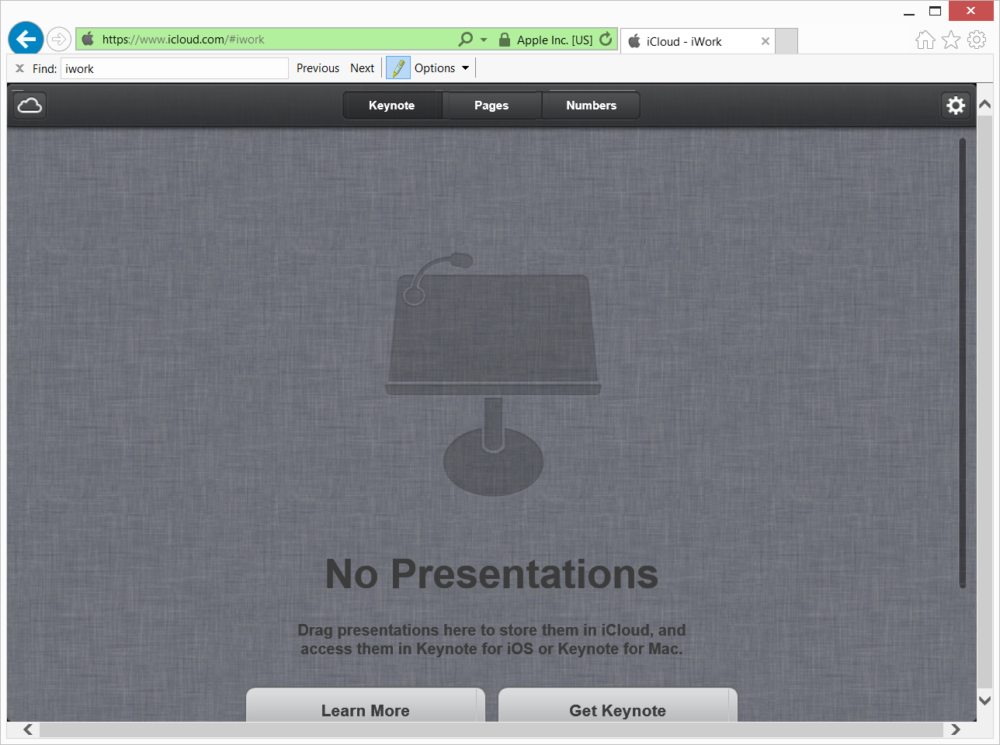 https://www.icloud.com/#iwork
Apple Inc. [US]
iCloud - iWork
Find: iwork Previous Next Options
Keynote Pages Numbers
No Presentations
Drag presentations here to store them in iCloud, and
access them in Keynote for iOS or Keynote for Mac.
Learn More Get Keynote